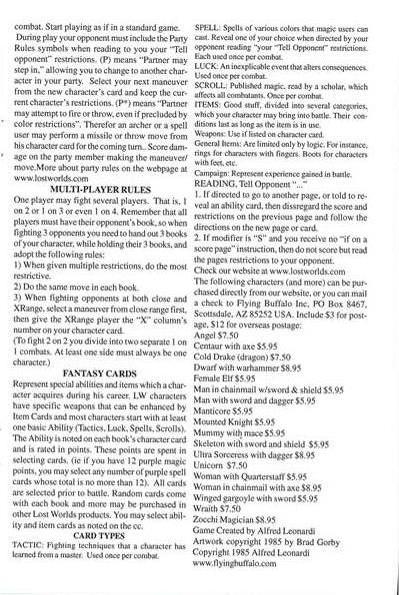 combat. Start playing as if in a standard game.
During play your opponent must include the Party
Rules symbols when reading to you your "Tell
opponent" restrictions. (P) means "Partner may
step in," allowing you to change to another char-
acter in your party. Select your next maneuver
from the new character's card and keep the cur-
rent character's restrictions. (P*) means "Partner
may attempt to fire or throw, even if precluded by
color restrictions". Therefor an archer or a spell
user may perform a missile or throw move from
his character card for the coming turn.. Score dam-
age on the party member making the maneuver/
move.More about party rules on the webpage at
www.lostworlds.com
MULTI-PLAYER RULES
One player may fight several players. That is, 1
on 2 or 1 on 3 or even 1 on 4. Remember that all
players must have their opponent's book, so when
fighting 3 opponents you need to hand out 3 books
of your character, while holding their 3 books, and
adopt the following rules:
1) When given multiple restrictions, do the most
restrictive.
2) Do the same move in each book.
3) When fighting opponents at both close and
XRange, select a maneuver from close range first,
then give the XRange player the "X" column's
number on your character card.
(To fight 2 on 2 you divide into two separate 1 on
1 combats. At least one side must always be one
character.)
FANTASY CARDS
Represent special abilities and items which a char-
acter acquires during his career. LW characters
have specific weapons that can be enhanced by
Item Cards and most characters start with at least
one basic Ability (Tactics, Luck, Spells, Scrolls).
The Ability is noted on each book's character card
and is rated in points. These points are spent in
selecting cards. (ie if you have 12 purple magic
points, you may select any number of purple spell
cards whose total is no more than 12). All cards
are selected prior to battle. Random cards come
with each book and more may be purchased in
other Lost Worlds products. You may select abil-
ity and item cards as noted on the cc.
CARD TYPES
TACTIC: Fighting techniques that a character has
learned from a master. Used once per combat.
SPELL: Spells of various colors that magic users can
cast. Reveal one of your choice when directed by your
opponent reading "your "Tell Opponent" restrictions.
Each used once per combat.
LUCK: An inexplicable event that alters consequences.
Used once per combat.
SCROLL: Published magic, read by a scholar, which
affects all combatants. Once per combat.
ITEMS: Good stuff, divided into several categories,
which your character may bring into battle. Their con-
ditions last as long as the item is in use.
Weapons: Use if listed on character card.
General Items: Are limited only by logic. For instance,
rings for characters with fingers. Boots for characters
with feet, etc.
Campaign: Represent experience gained in battle.
READING, Tell Opponent "..."
1. If directed to go to another page, or told to re-
veal an ability card, then dissregard the score and
restrictions on the previous page and follow the
directions on the new page or card.
2. If modifier is "S" and you receive no "if on a
score page" instruction, then do not score but read
the pages restrictions to your opponent.
Check our website at www.lostworlds.com
The following characters (and more) can be pur-
chased directly from our website, or you can mail
a check to Flying Buffalo Inc. PO Box 8467,
Scottsdale, AZ 85252 USA. Include $3 for post-
age, $12 for overseas postage:
Angel $7.50
Centaur with axe $5.95
Cold Drake (dragon) $7.50
Dwarf with warhammer $8.95
Female Elf $5.95
Man in chainmail w/sword & shield $5.95
Man with sword and dagger $5.95
Manticore $5.95
Mounted Knight $5.95
Mummy with mace $5.95
Skeleton with sword and shield $5.95
Ultra Sorceress with dagger $8.95
Unicorn $7.50
Woman with Quarterstaff $5.95
Woman in chainmail with axe $8.95
Winged gargoyle with sword $5.95
Wraith $7.50
Zocchi Magician $8.95
Game Created by Alfred Leonardi
Artwork copyright 1985 by Brad Gorby
Copyright 1985 Alfred Leonardi
www.flyingbuffalo.com